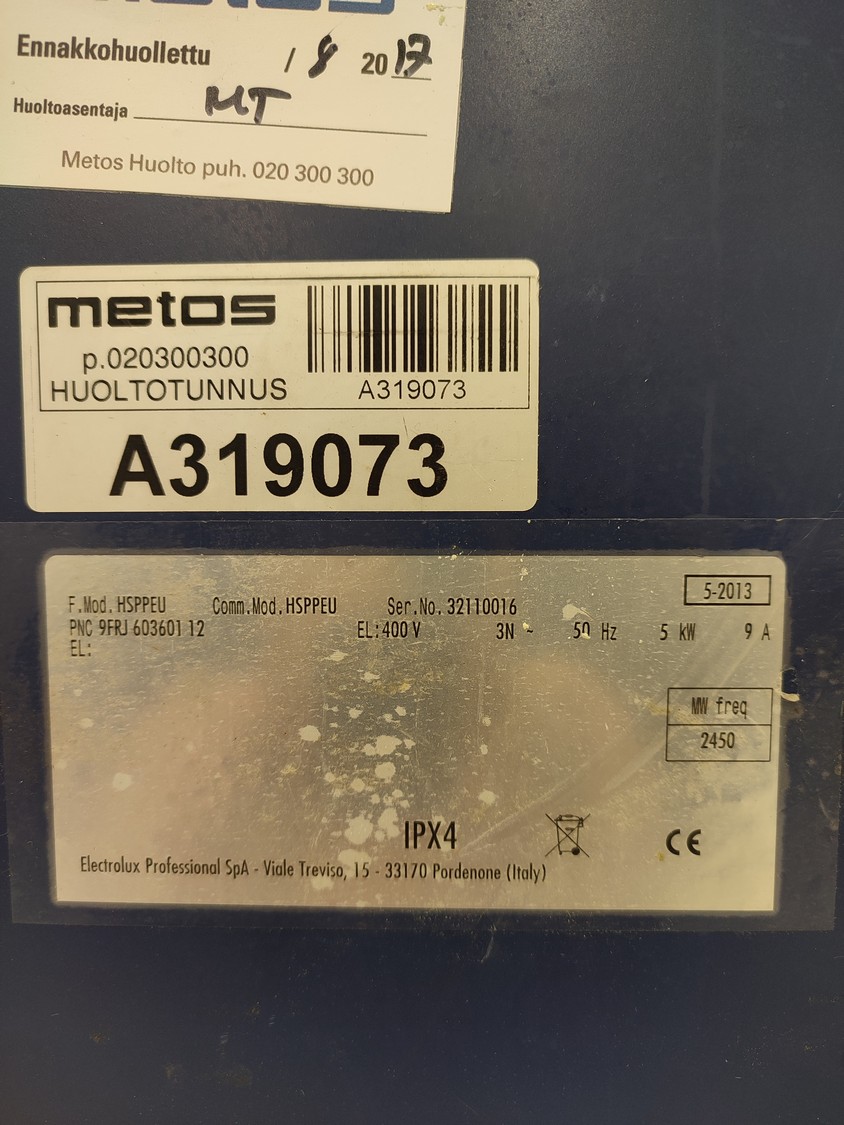 Ennakkohuollettu / 8 2017
Huoltoasentaja MT
Metos Huolto puh. 020 300 300
metos
p.020300300
HUOLTOTUNNUS
A319073
A319073
5-2013
F.Mod. HSPPEU Comm.Mod. HSPPEU Ser.No. 32110016
PNC 9FRJ 603601 12 EL:400 V 3N ~ 50 Hz 5 kW 9 A
EL:
MW freq
2450
IPX4
CE
Electrolux Professional SpA - Viale Treviso, 15 - 33170 Pordenone (Italy)